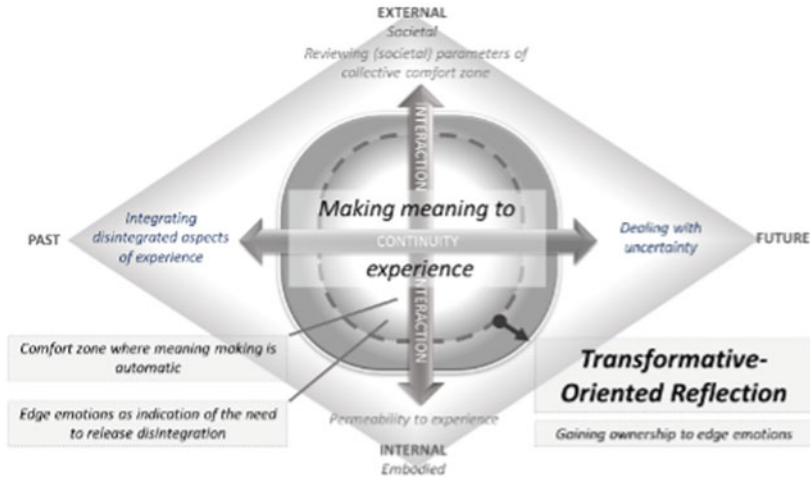 EXTERNAL
Societal
Reviewing (societal) parameters of
collective comfort zone
INTERACTION
Making meaning to
Integrating
disintegrated aspects
of experience
PAST
CONTINUITY
Dealing with
uncertainty
FUTURE
experience
INTERACTION
Comfort zone where meaning making is
automatic
Transformative-
Oriented Reflection
Edge emotions as indication of the need
to release disintegration
Permeability to experience
Gaining ownership to edge emotions
INTERNAL
Embodied